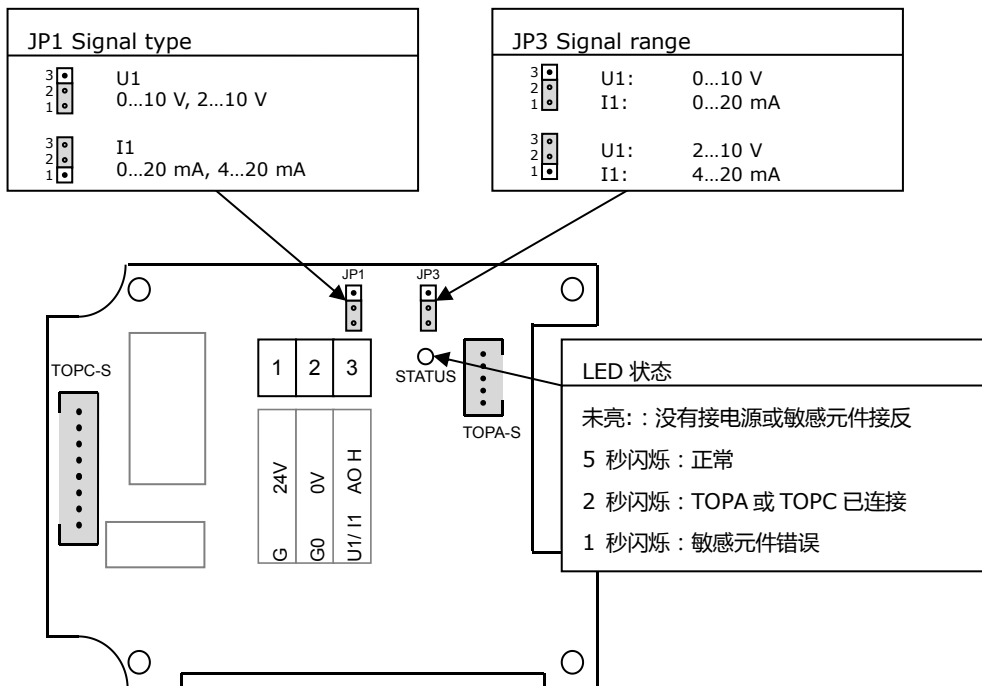 JP1 Signal type
3
2
1
U1
0...10 V, 2...10 V
3
2
1
I1
0...20 mA, 4...20 mA
JP3 Signal range
3
2
1
U1: 0...10 V
I1: 0...20 mA
3
2
1
U1: 2...10 V
I1: 4...20 mA
JP1
JP3
TOPC-S
1 2 3
STATUS
TOPA-S
G 24V
G0 0V
U1/ I1 AO H
LED 状态
未亮:：没有接电源或敏感元件接反
5 秒闪烁：正常
2 秒闪烁：TOPA 或 TOPC 已连接
1 秒闪烁：敏感元件错误